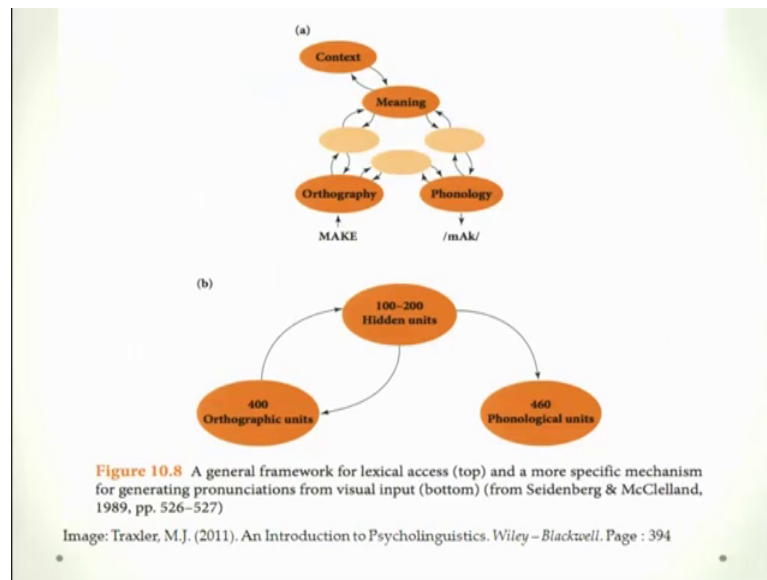 (a)
Context
Meaning
Orthography
Phonology
MAKE
/mAk/
(b)
100–200
Hidden units
400
Orthographic units
460
Phonological units
Figure 10.8 A general framework for lexical access (top) and a more specific mechanism
for generating pronunciations from visual input (bottom) (from Seidenberg & McClelland,
1989, pp. 526–527)
Image: Traxler, M.J. (2011). An Introduction to Psycholinguistics. Wiley – Blackwell. Page : 394